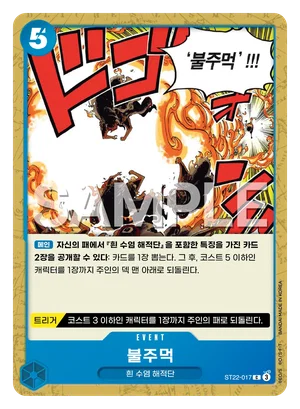 5
'불주먹' !!!
도고오
SAMPLE
메인 자신의 패에서 『흰 수염 해적단』을 포함한 특징을 가진 카드
2장을 공개할 수 있다: 카드를 1장 뽑는다. 그 후, 코스트 5 이하인
캐릭터를 1장까지 주인의 덱 맨 아래로 되돌린다.
트리거 코스트 3 이하인 캐릭터를 1장까지 주인의 패로 되돌린다.
EVENT
불주먹
흰 수염 해적단
ST22-017 C 3